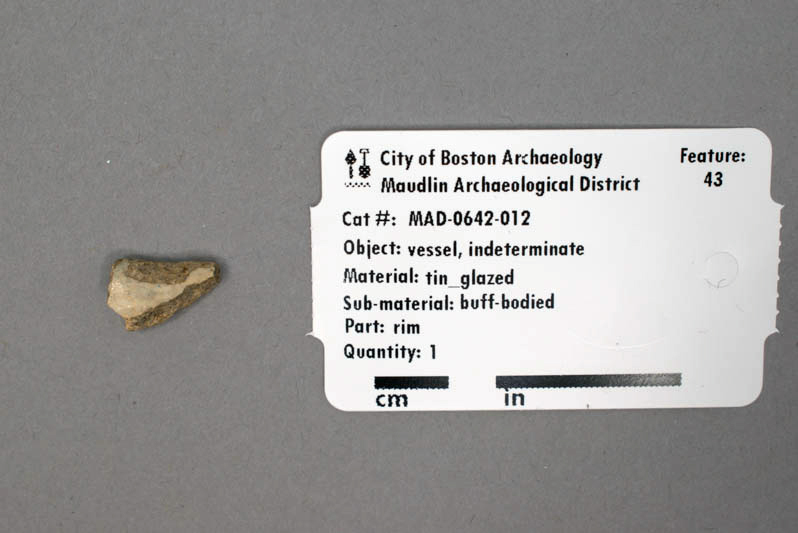 City of Boston Archaeology
Maudlin Archaeological District
Feature:
43
Cat #: MAD-0642-012
Object: vessel, indeterminate
Material: tin_glazed
Sub-material: buff-bodied
Part: rim
Quantity: 1
cm in